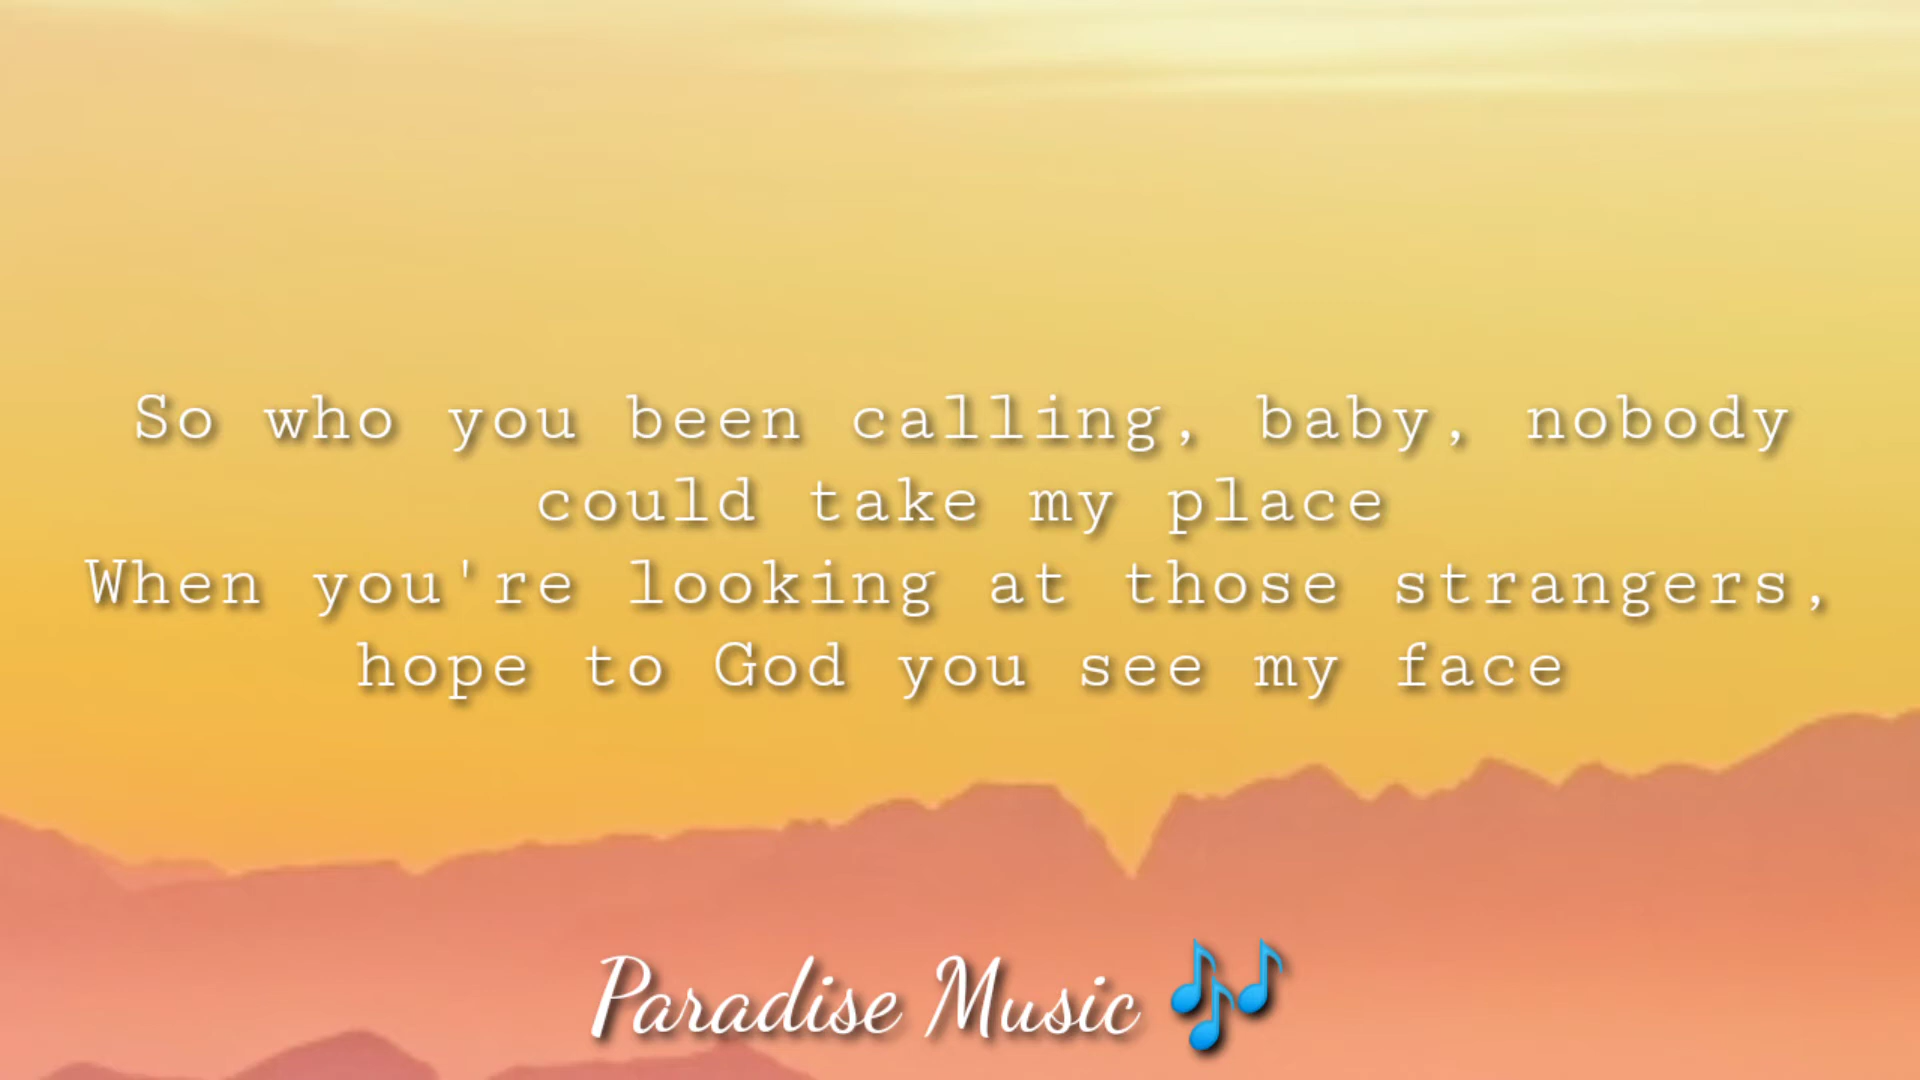 So who you been calling, baby, nobody
could take my place
When you're looking at those strangers,
hope to God you see my face
Paradise Music 🎶